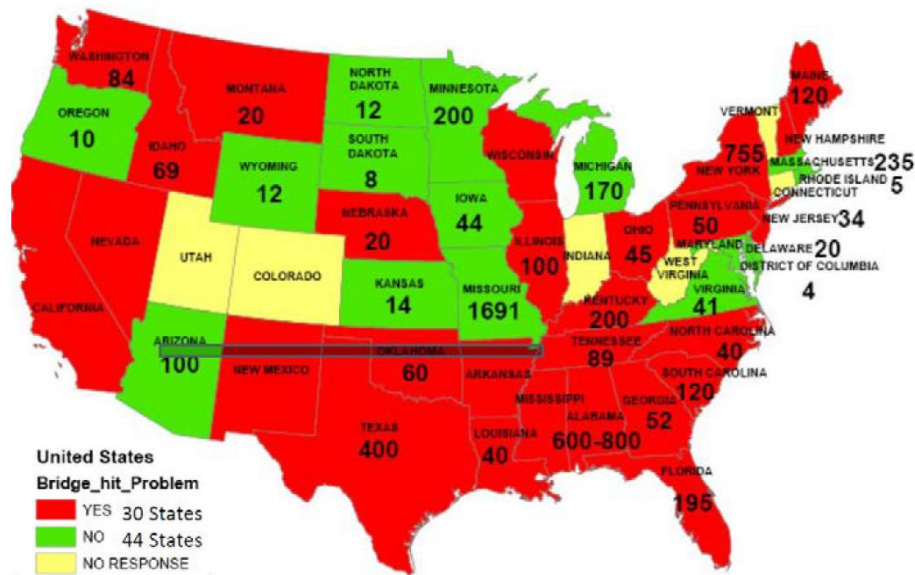 WASHINGTON
84
MONTANA
20
NORTH
DAKOTA
12
MINNESOTA
200
MAINE
120
OREGON
10
IDAHO
69
WYOMING
12
SOUTH
DAKOTA
8
WISCONSIN
MICHIGAN
170
VERMONT
NEW HAMPSHIRE
755
NEW YORK
MASSACHUSETTS 235
RHODE ISLAND
5
CONNECTICUT
NEBRASKA
20
IOWA
44
PENNSYLVANIA
50
NEW JERSEY 34
NEVADA
UTAH
COLORADO
KANSAS
14
MISSOURI
1691
ILLINOIS
100
INDIANA
OHIO
45
MARYLAND
DELAWARE 20
DISTRICT OF COLUMBIA
4
WEST
VIRGINIA
VIRGINIA
41
CALIFORNIA
KENTUCKY
200
ARIZONA
100
NEW MEXICO
OKLAHOMA
60
ARKANSAS
TENNESSEE
89
NORTH CAROLINA
40
SOUTH CAROLINA
120
TEXAS
400
LOUISIANA
40
MISSISSIPPI
ALABAMA
600-800
GEORGIA
52
FLORIDA
195
United States
Bridge_hit_Problem
YES 30 States
NO 44 States
NO RESPONSE